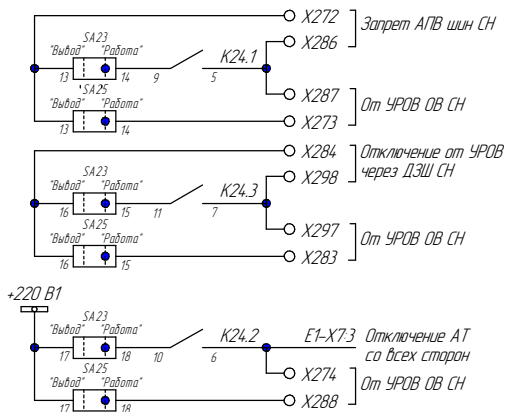 X272
Запрет АПВ шин СН
SA23
X286
"Вывод" "Работа"
K24.1
13 14 9 5
SA25
X287
От УРОВ ОВ СН
"Вывод" "Работа"
X273
13 14
X284
Отключение от УРОВ
через ДЗШ СН
SA23
X298
"Вывод" "Работа"
K24.3
16 15 11 7
SA25
X297
От УРОВ ОВ СН
"Вывод" "Работа"
X283
16 15
+220 В1
SA23
"Вывод" "Работа"
K24.2
E1-X7:3
Отключение АТ
со всех сторон
17 18 10 6
SA25
X274
От УРОВ ОВ СН
"Вывод" "Работа"
X288
17 18